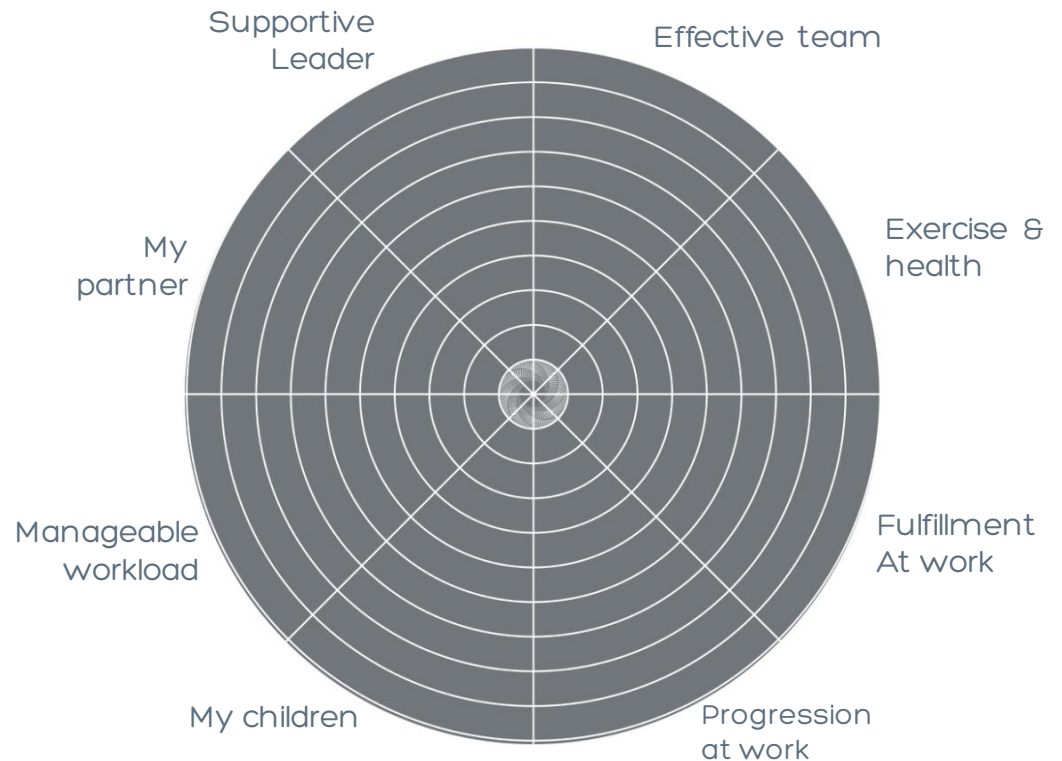 Supportive
Leader
Effective team
My
partner
Exercise &
health
Manageable
workload
Fulfillment
At work
My children
Progression
at work